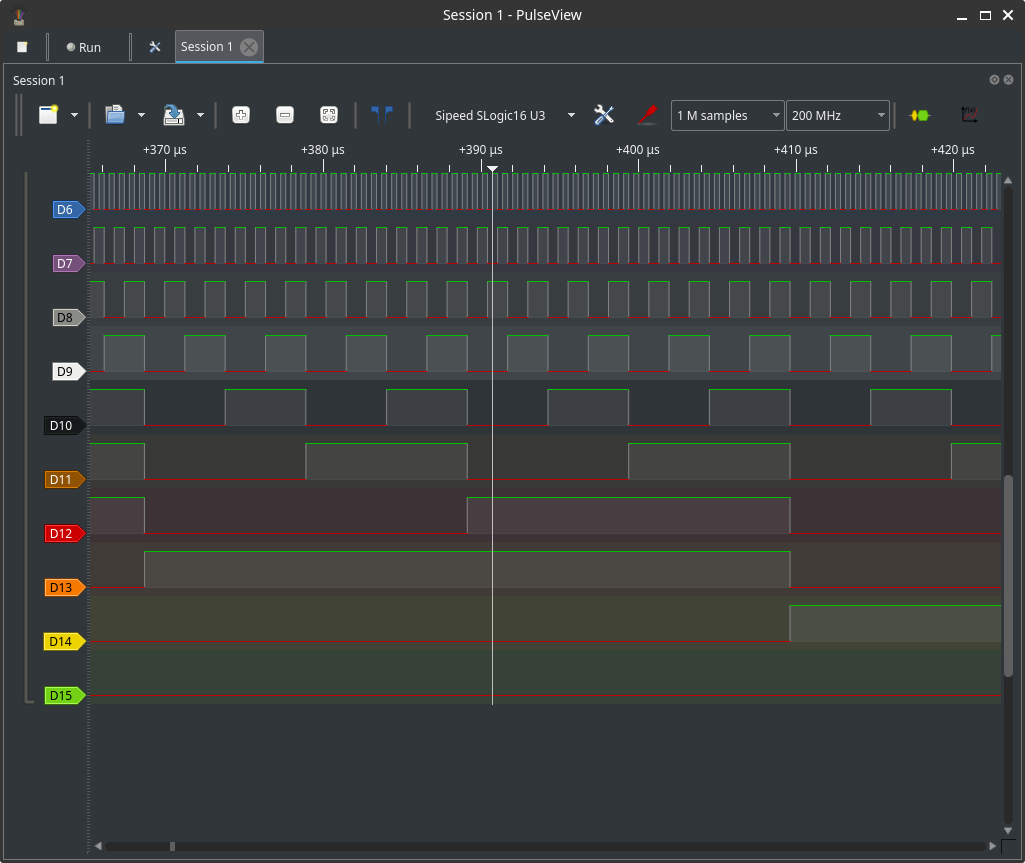 Session 1 - PulseView
Run
Session 1
Session 1
Sipeed SLogic16 U3
1 M samples
200 MHz
+370 µs +380 µs +390 µs +400 µs +410 µs +420 µs
D6
D7
D8
D9
D10
D11
D12
D13
D14
D15